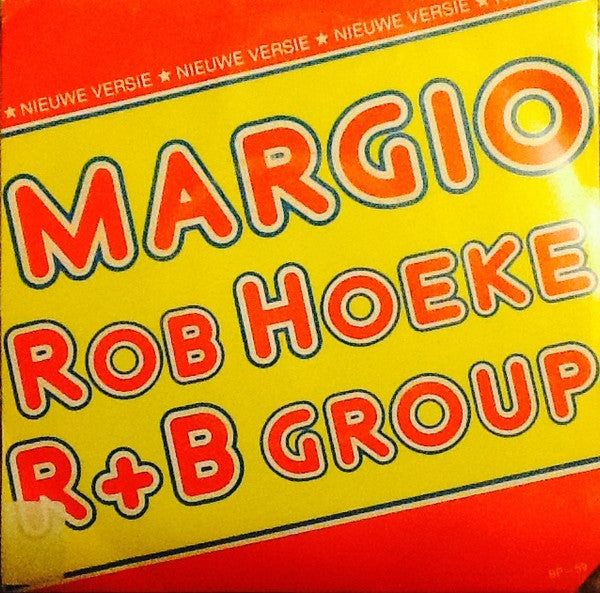 ★ NIEUWE VERSIE ★ NIEUWE VERSIE ★ NIEUWE VERSIE ★
MARGIO
ROB HOEKE
R+B GROUP